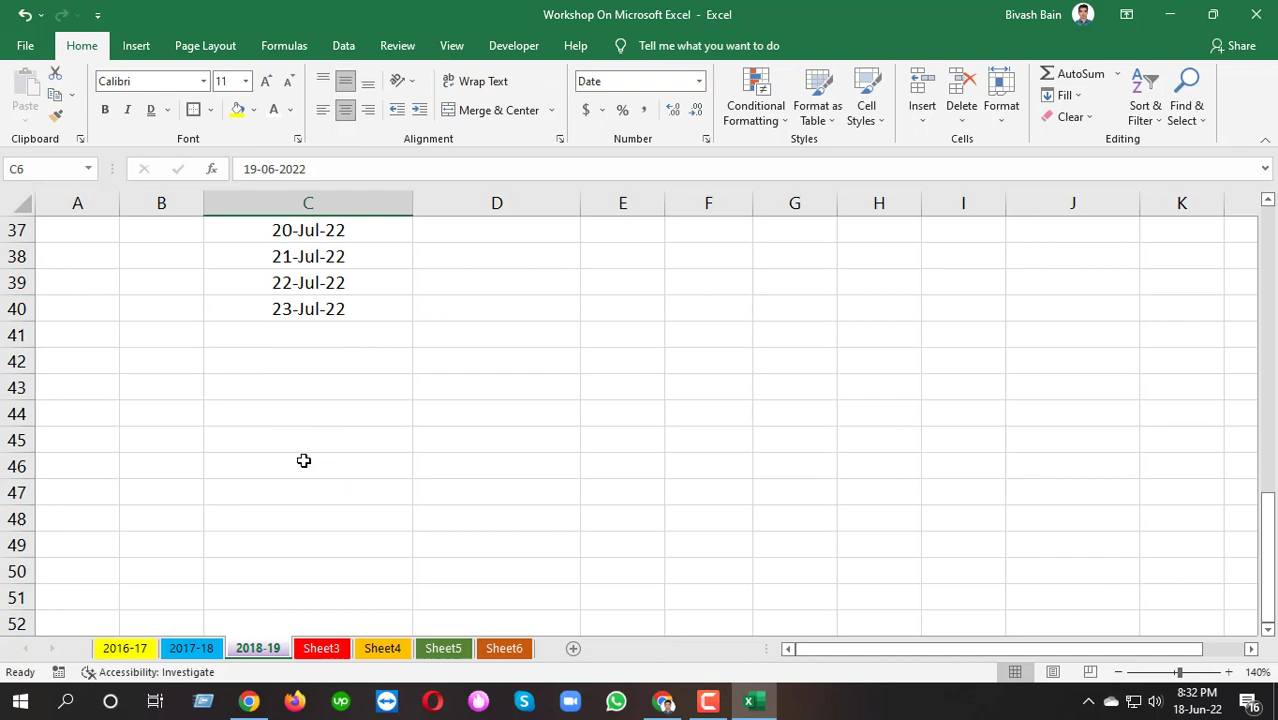 Workshop On Microsoft Excel - Excel
Bivash Bain
File Home Insert Page Layout Formulas Data Review View Developer Help Tell me what you want to do Share
Paste
Calibri 11
Wrap Text
Date
Conditional Formatting
Format as Table
Cell Styles
Insert
Delete
Format
AutoSum
Sort & Filter
Find & Select
B I D
A
Merge & Center
$ % ,
Fill
Clear
Clipboard Font Alignment Number Styles Cells Editing
C6 fx 19-06-2022
A B C D E F G H I J K
37 20-Jul-22
38 21-Jul-22
39 22-Jul-22
40 23-Jul-22
41
42
43
44
45
46
47
48
49
50
51
52
2016-17 2017-18 2018-19 Sheet3 Sheet4 Sheet5 Sheet6
Ready Accessibility: Investigate 140%
8:32 PM
18-Jun-22
16